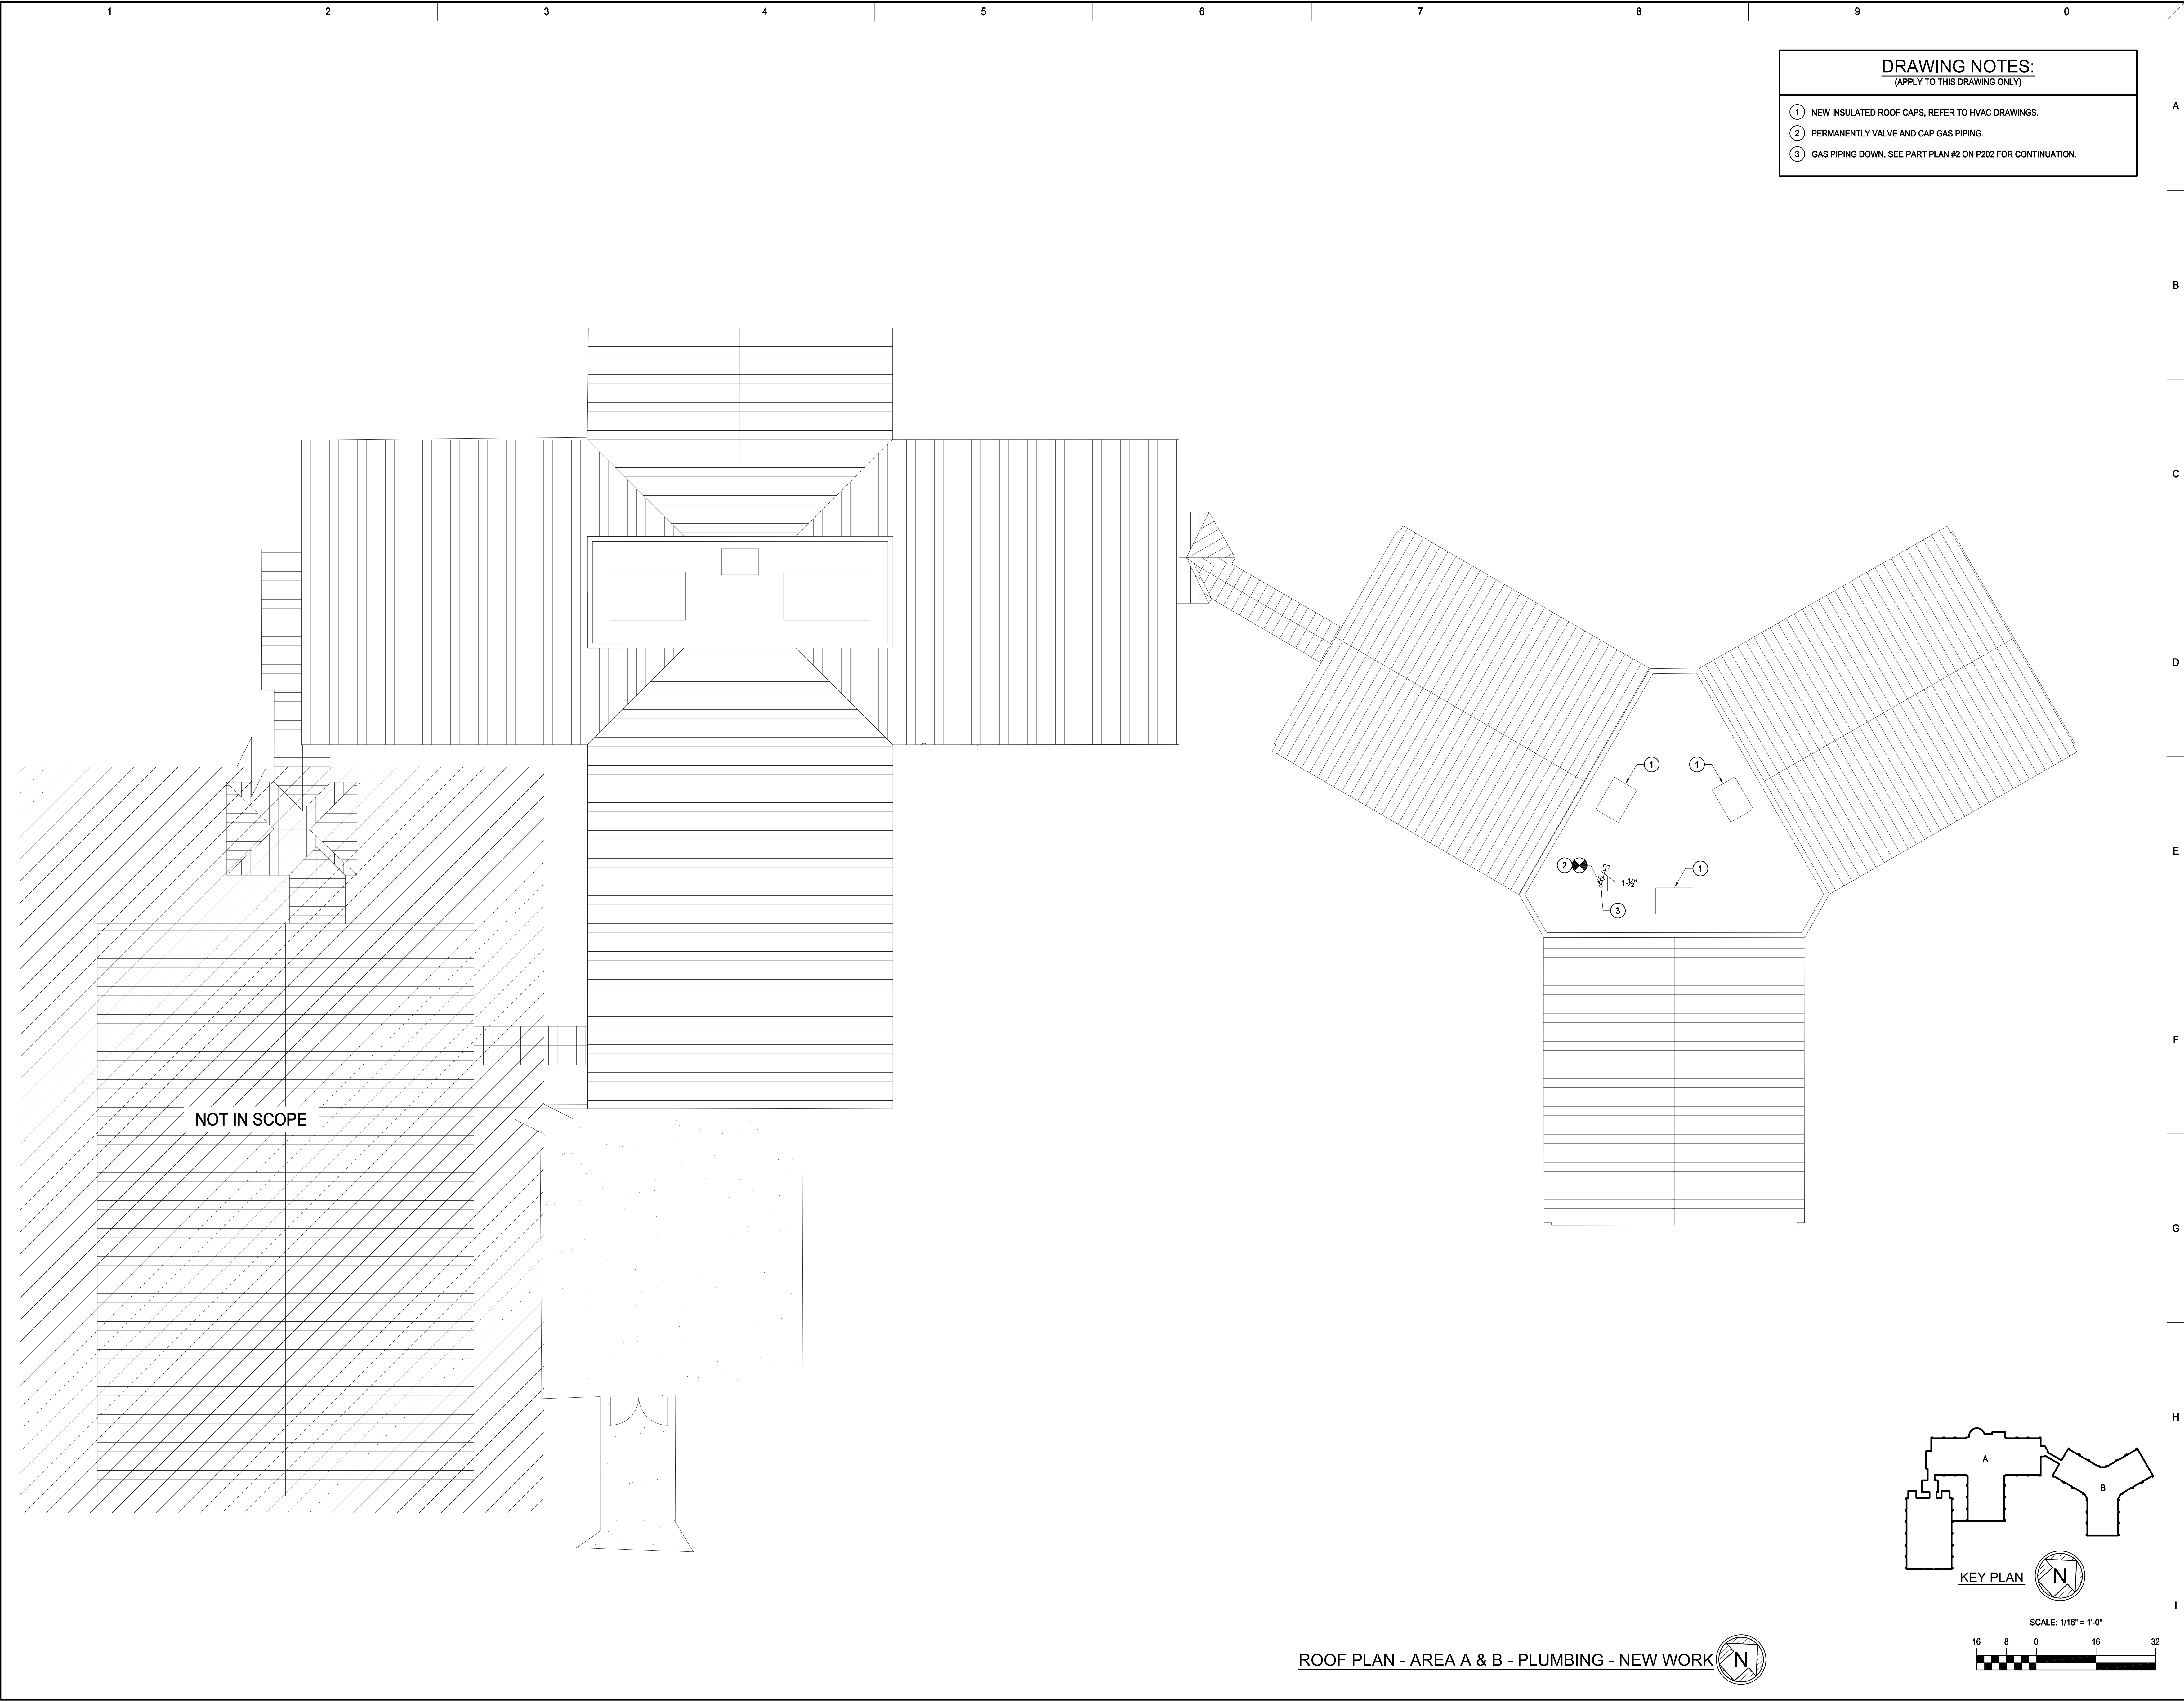 1 2 3 4 5 6 7 8 9 0
DRAWING NOTES:
(APPLY TO THIS DRAWING ONLY)
1 NEW INSULATED ROOF CAPS, REFER TO HVAC DRAWINGS.
2 PERMANENTLY VALVE AND CAP GAS PIPING.
3 GAS PIPING DOWN, SEE PART PLAN #2 ON P202 FOR CONTINUATION.
A
B
C
D
E
F
G
H
I
1
1
2
1
1-½"
3
NOT IN SCOPE
A
B
KEY PLAN
N
SCALE: 1/16" = 1'-0"
16 8 0 16 32
ROOF PLAN - AREA A & B - PLUMBING - NEW WORK
N